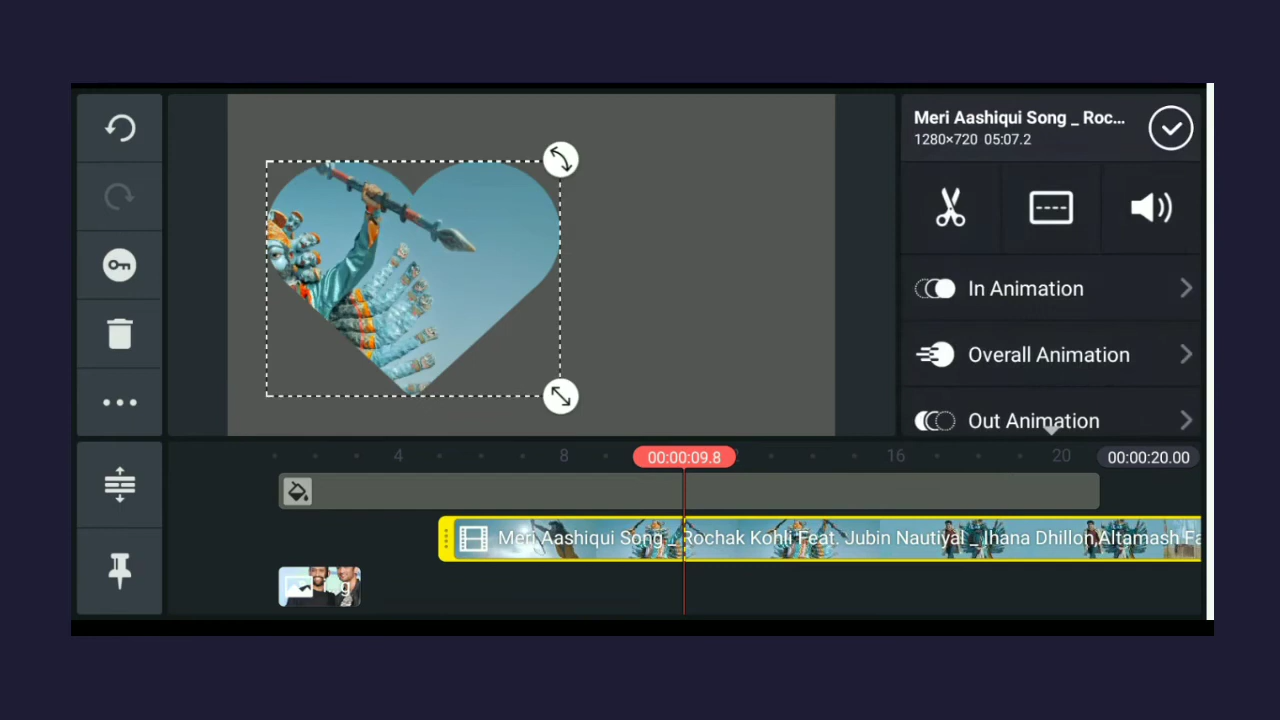 Meri Aashiqui Song _ Roc...
1280×720 05:07.2
In Animation
Overall Animation
Out Animation
4
8
00:00:09.8
16
20
00:00:20.00
Meri Aashiqui Song _ Rochak Kohli Feat. Jubin Nautiyal _ Ihana Dhillon,Altamash Fa